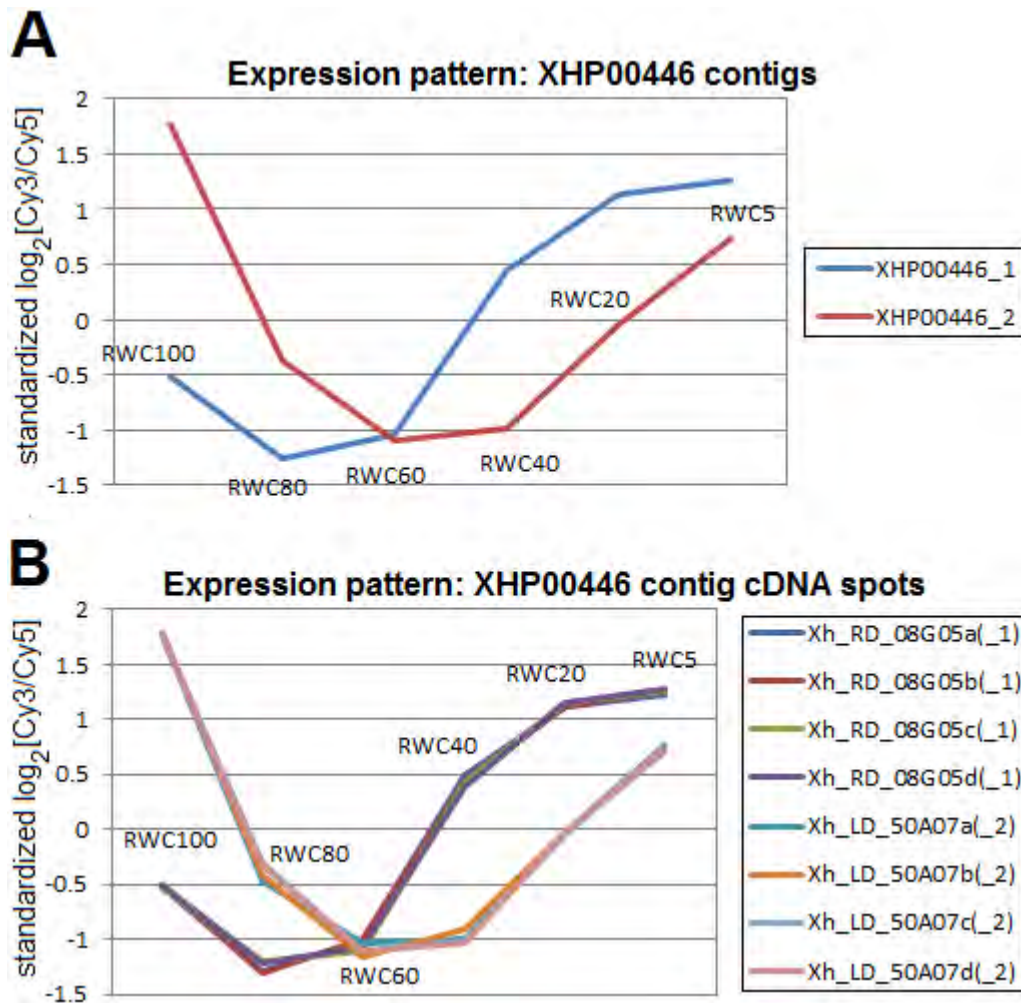 A
Expression pattern: XHP00446 contigs
standardized log2[Cy3/Cy5]
2
1.5
1
0.5
0
-0.5
-1
-1.5
RWC100
RWC80
RWC60
RWC40
RWC20
RWC5
XHP00446_1
XHP00446_2
B
Expression pattern: XHP00446 contig cDNA spots
standardized log2[Cy3/Cy5]
2
1.5
1
0.5
0
-0.5
-1
-1.5
RWC100
RWC80
RWC60
RWC40
RWC20
RWC5
Xh_RD_08G05a(_1)
Xh_RD_08G05b(_1)
Xh_RD_08G05c(_1)
Xh_RD_08G05d(_1)
Xh_LD_50A07a(_2)
Xh_LD_50A07b(_2)
Xh_LD_50A07c(_2)
Xh_LD_50A07d(_2)